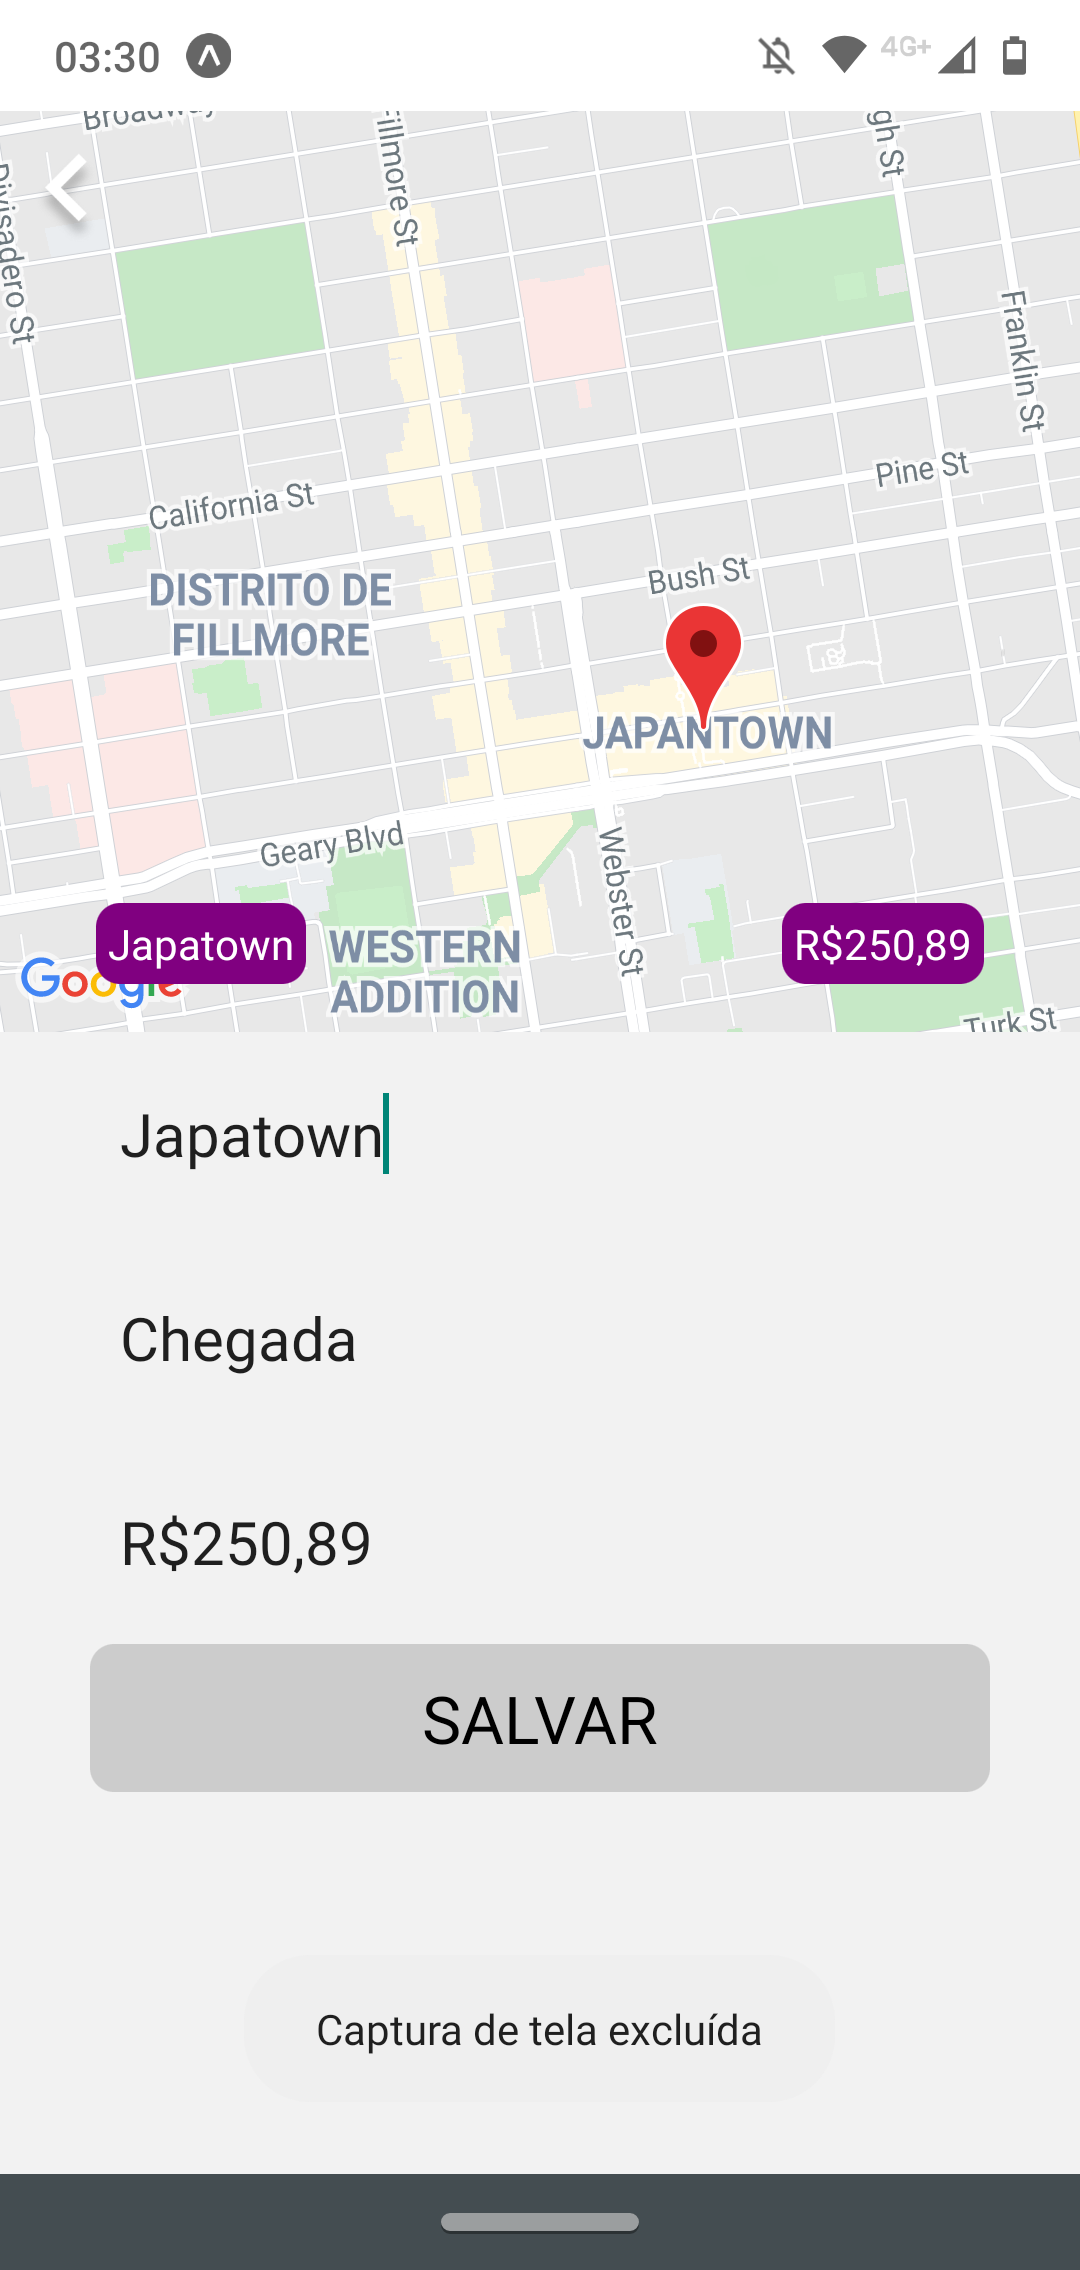 03:30
4G+
Broadway
Divisadero St
Fillmore St
gh St
Franklin St
Pine St
California St
Bush St
DISTRITO DE
FILLMORE
JAPANTOWN
Geary Blvd
Webster St
Japatown
WESTERN
ADDITION
R$250,89
Google
Turk St
Japatown
Chegada
R$250,89
SALVAR
Captura de tela excluída